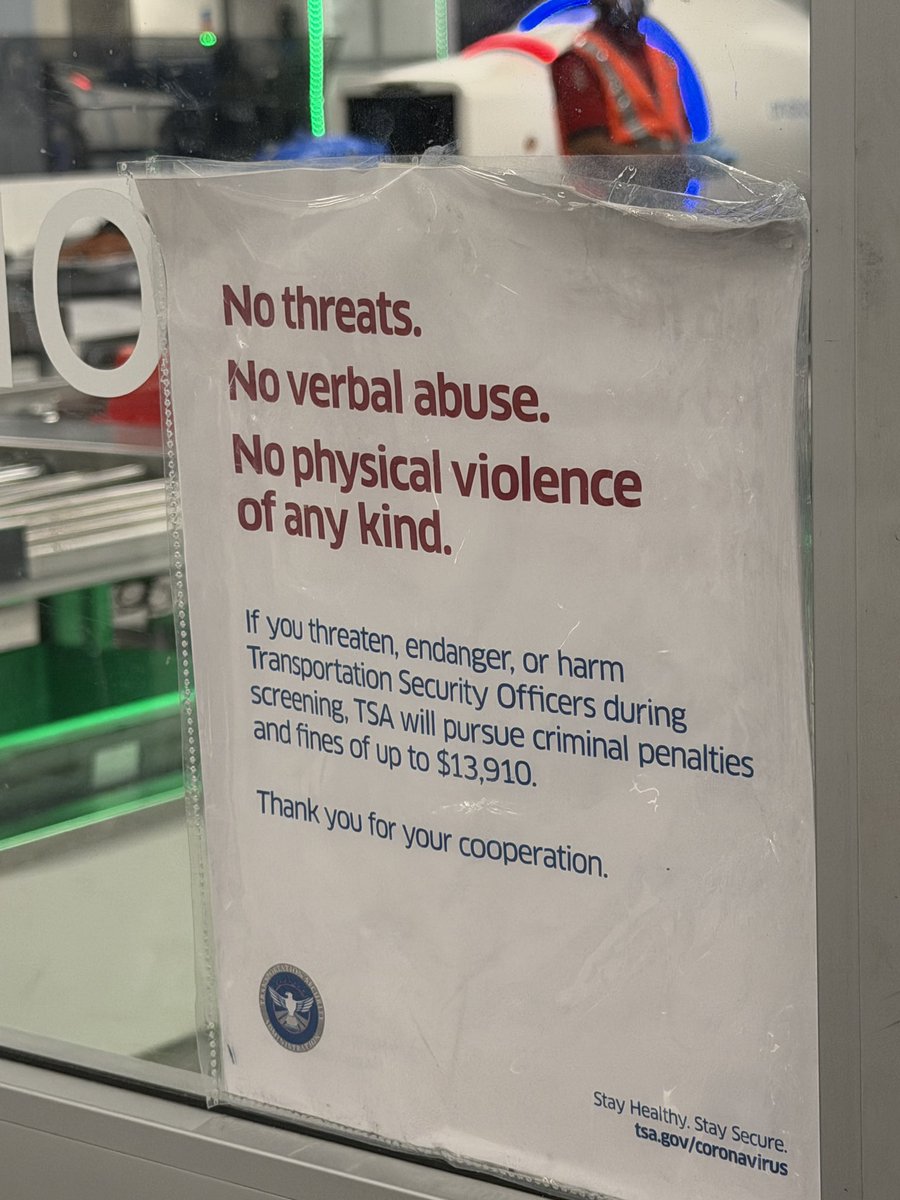 No threats.
No verbal abuse.
No physical violence
of any kind.
If you threaten, endanger, or harm
Transportation Security Officers during
screening, TSA will pursue criminal penalties
and fines of up to $13,910.
Thank you for your cooperation.
Stay Healthy. Stay Secure.
tsa.gov/coronavirus